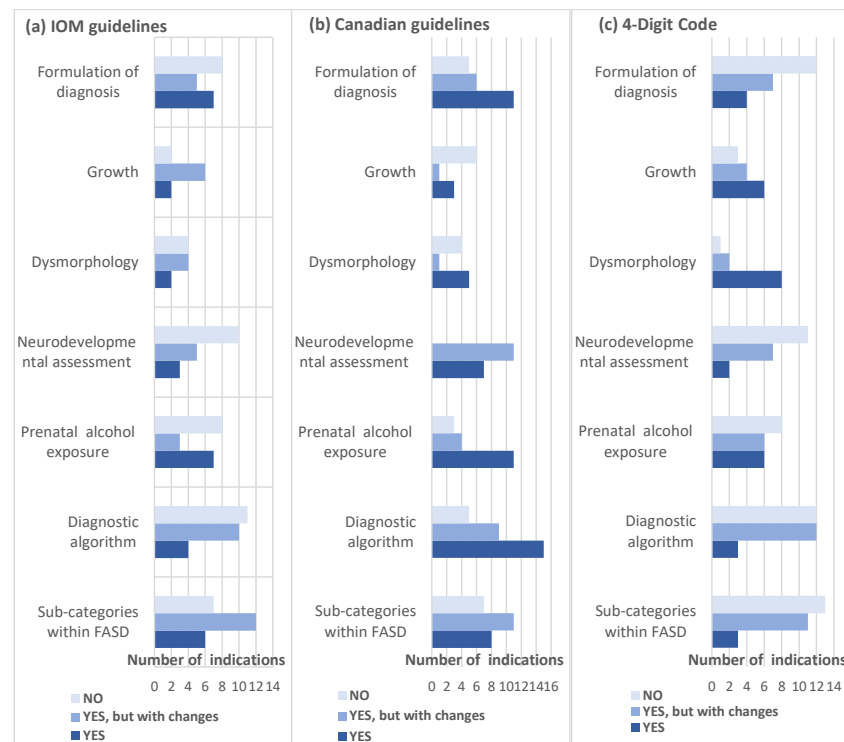 (a) IOM guidelines
Formulation of
diagnosis
Growth
Dysmorphology
Neurodevelopme
ntal assessment
Prenatal alcohol
exposure
Diagnostic
algorithm
Sub-categories
within FASD
Number of indications
0 2 4 6 8 10 12 14
NO
YES, but with changes
YES
(b) Canadian guidelines
Formulation of
diagnosis
Growth
Dysmorphology
Neurodevelopme
ntal assessment
Prenatal alcohol
exposure
Diagnostic
algorithm
Sub-categories
within FASD
Number of indications
0 2 4 6 8 10 12 14 16
NO
YES, but with changes
YES
(c) 4-Digit Code
Formulation of
diagnosis
Growth
Dysmorphology
Neurodevelopme
ntal assessment
Prenatal alcohol
exposure
Diagnostic
algorithm
Sub-categories
within FASD
Number of indications
0 2 4 6 8 10 12 14
NO
YES, but with changes
YES